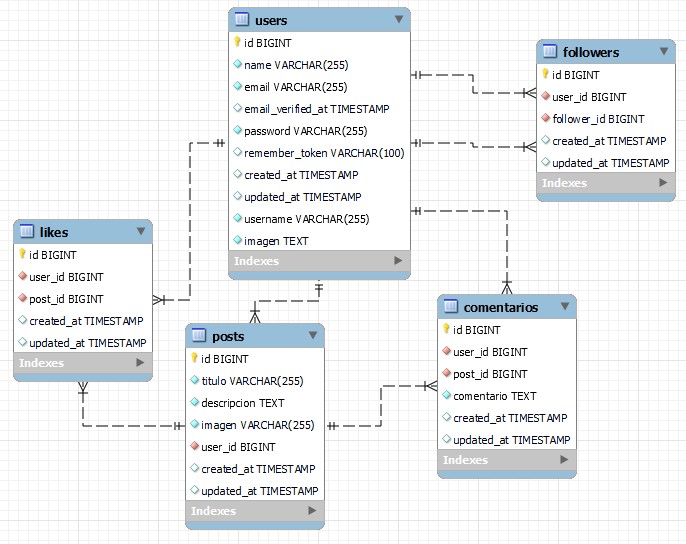 users
id BIGINT
name VARCHAR(255)
email VARCHAR(255)
email_verified_at TIMESTAMP
password VARCHAR(255)
remember_token VARCHAR(100)
created_at TIMESTAMP
updated_at TIMESTAMP
username VARCHAR(255)
imagen TEXT
Indexes
followers
id BIGINT
user_id BIGINT
follower_id BIGINT
created_at TIMESTAMP
updated_at TIMESTAMP
Indexes
likes
id BIGINT
user_id BIGINT
post_id BIGINT
created_at TIMESTAMP
updated_at TIMESTAMP
Indexes
posts
id BIGINT
titulo VARCHAR(255)
descripcion TEXT
imagen VARCHAR(255)
user_id BIGINT
created_at TIMESTAMP
updated_at TIMESTAMP
Indexes
comentarios
id BIGINT
user_id BIGINT
post_id BIGINT
comentario TEXT
created_at TIMESTAMP
updated_at TIMESTAMP
Indexes